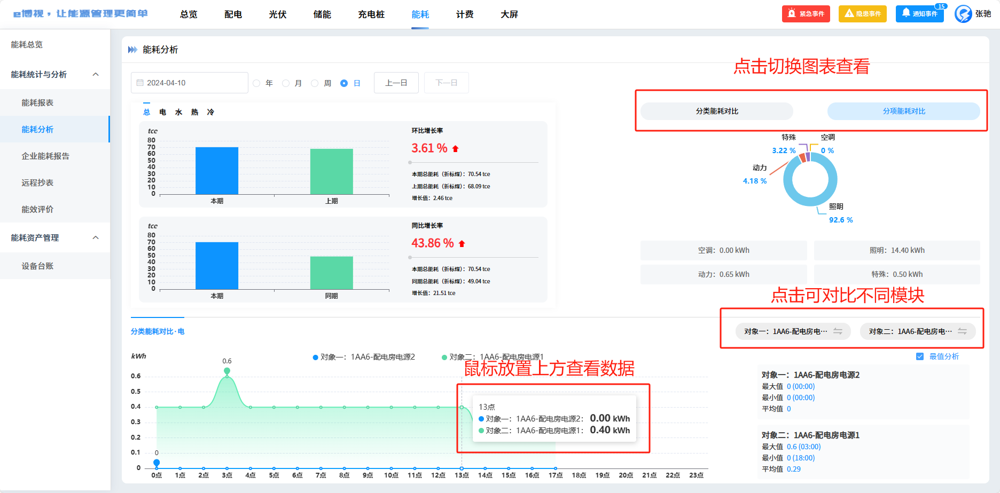 e博视，让能源管理更简单
总览 配电 光伏 储能 充电桩 能耗 计费 大屏
紧急事件 隐患事件 通知事件 15 张驰
能耗总览
能耗统计与分析
能耗报表
能耗分析
企业能耗报告
远程抄表
能效评价
能耗资产管理
设备台账
能耗分析
2024-04-10 年 月 周 日 上一日 下一日
总 电 水 热 冷
tce
80
70
60
50
40
30
20
10
0
本期 上期
环比增长率
3.61 %
本期总能耗（折标煤）：70.54 tce
上期总能耗（折标煤）：68.09 tce
增长值：2.46 tce
tce
80
70
60
50
40
30
20
10
0
本期 同期
同比增长率
43.86 %
本期总能耗（折标煤）：70.54 tce
同期总能耗（折标煤）：49.04 tce
增长值：21.51 tce
点击切换图表查看
分类能耗对比 分项能耗对比
特殊 3.22 %
空调 0 %
动力 4.18 %
照明 92.6 %
空调：0.00 kWh 照明：14.40 kWh
动力：0.65 kWh 特殊：0.50 kWh
点击可对比不同模块
对象一：1AA6-配电房电··· 对象二：1AA6-配电房电···
分类能耗对比·电
kWh
对象一：1AA6-配电房电源2 对象二：1AA6-配电房电源1
鼠标放置上方查看数据
0.6
0.6
0.5
0.4
0.3
0.2
0.1
0
0
0点 1点 2点 3点 4点 5点 6点 7点 8点 9点 10点 11点 12点 13点 14点 15点 16点 17点 18点 19点 20点 21点 22点 23点
13点
对象一：1AA6-配电房电源2： 0.00 kWh
对象二：1AA6-配电房电源1： 0.40 kWh
最值分析
对象一：1AA6-配电房电源2
最大值 0 (00:00)
最小值 0 (00:00)
平均值 0
对象二：1AA6-配电房电源1
最大值 0.6 (03:00)
最小值 0 (18:00)
平均值 0.29